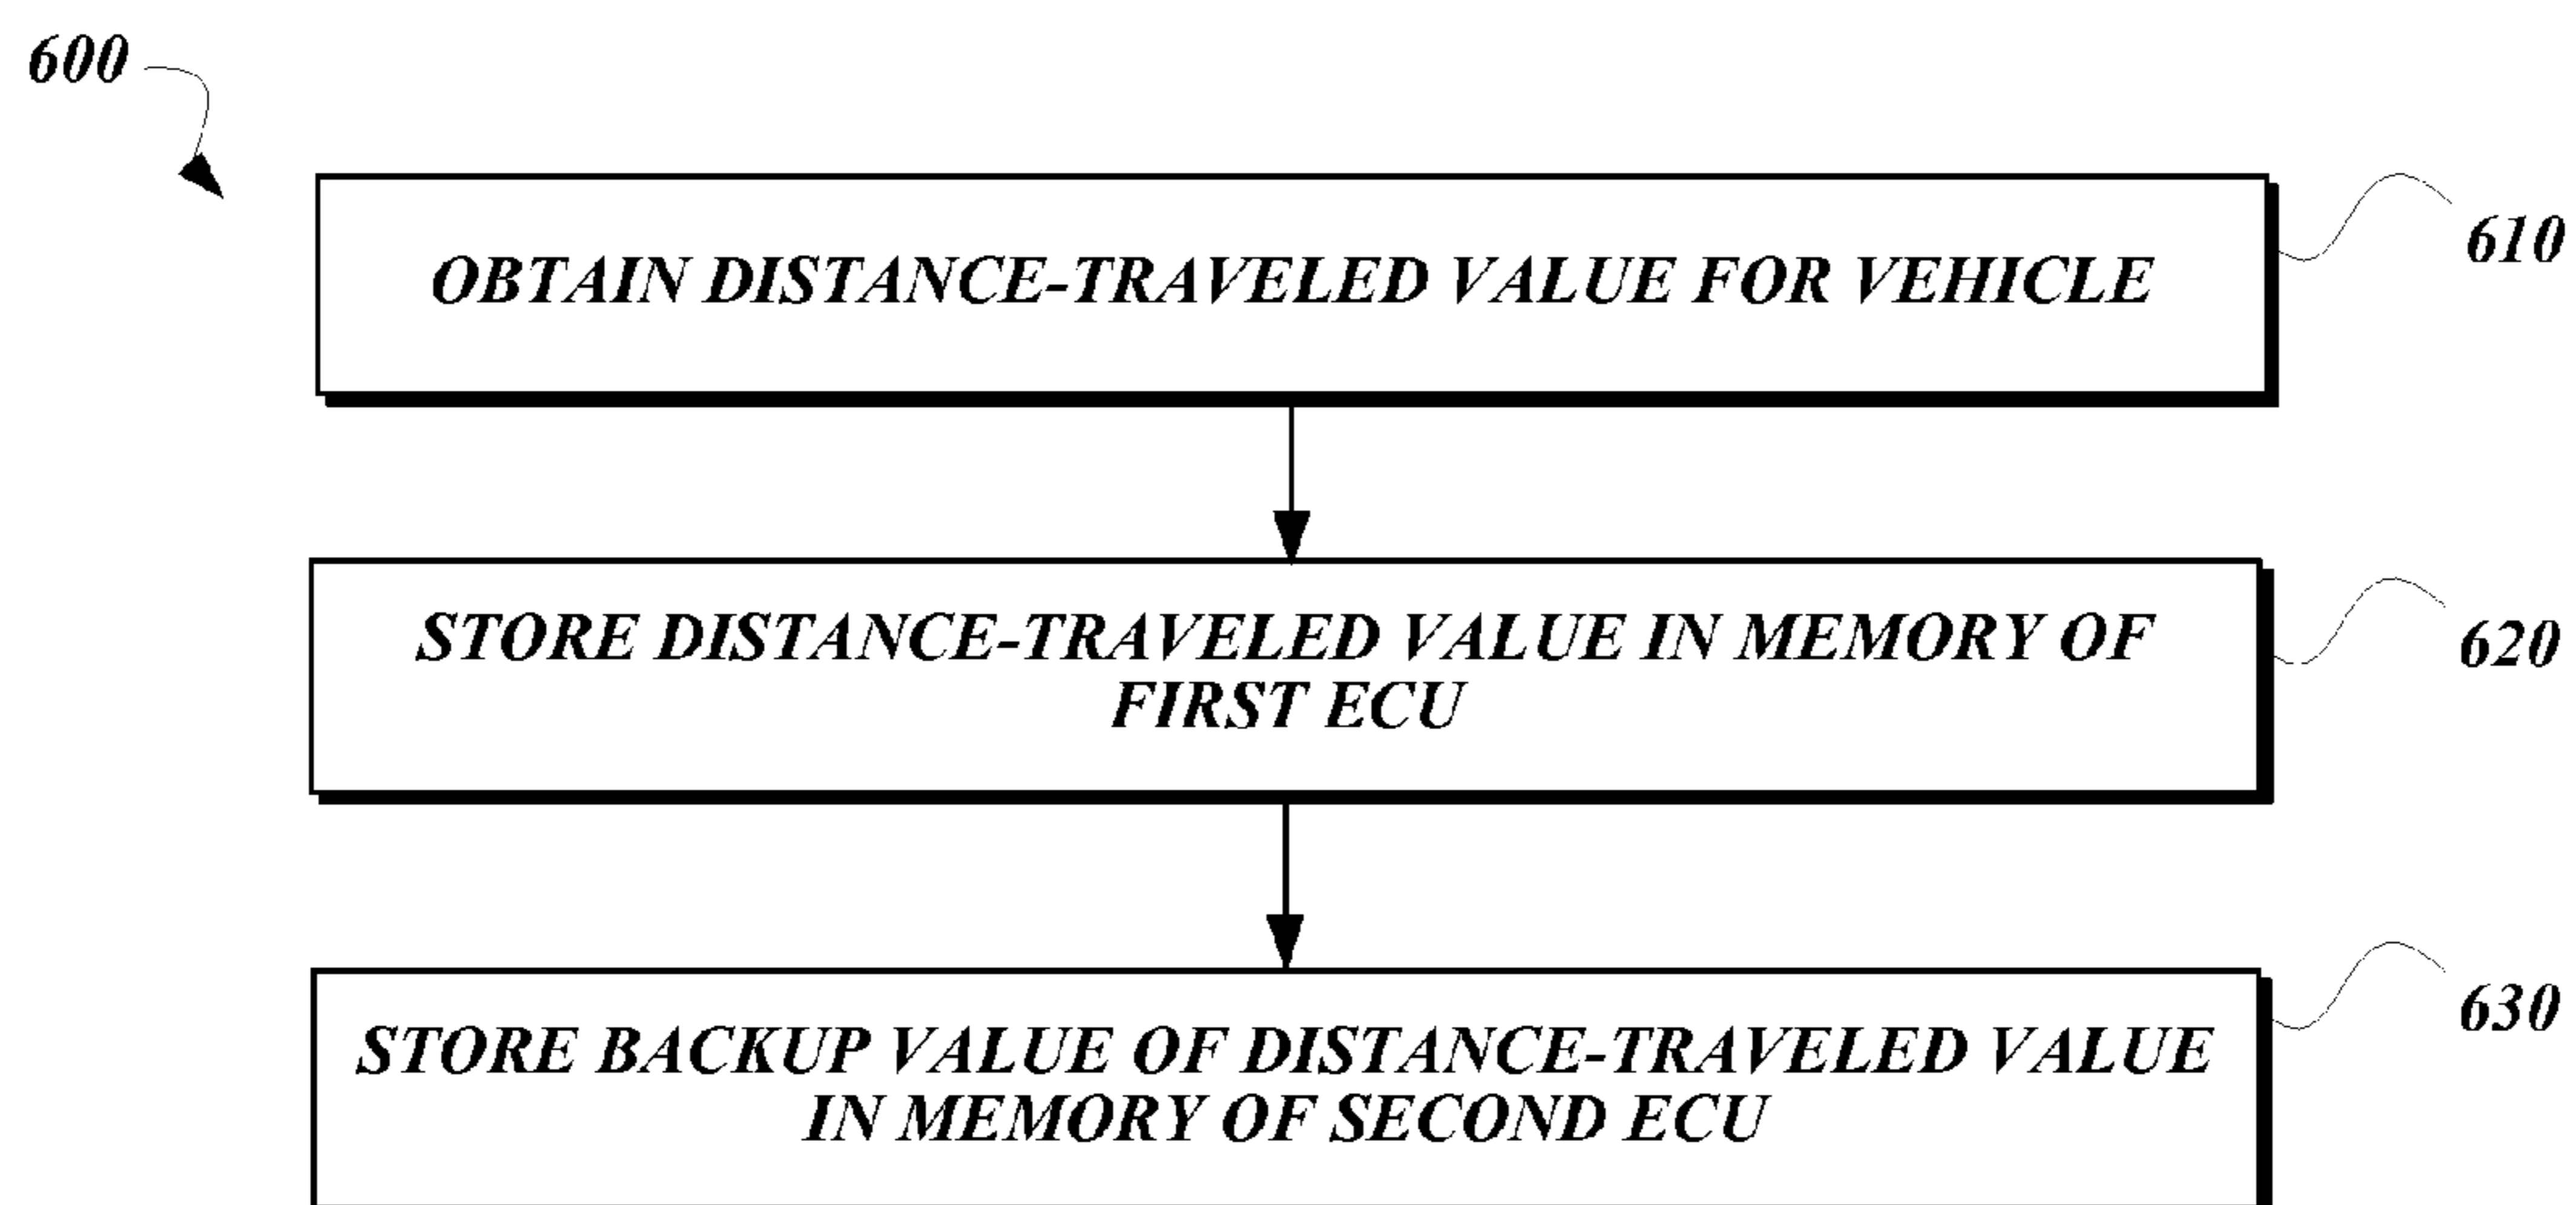 600
OBTAIN DISTANCE-TRAVELED VALUE FOR VEHICLE
610
STORE DISTANCE-TRAVELED VALUE IN MEMORY OF
FIRST ECU
620
STORE BACKUP VALUE OF DISTANCE-TRAVELED VALUE
IN MEMORY OF SECOND ECU
630